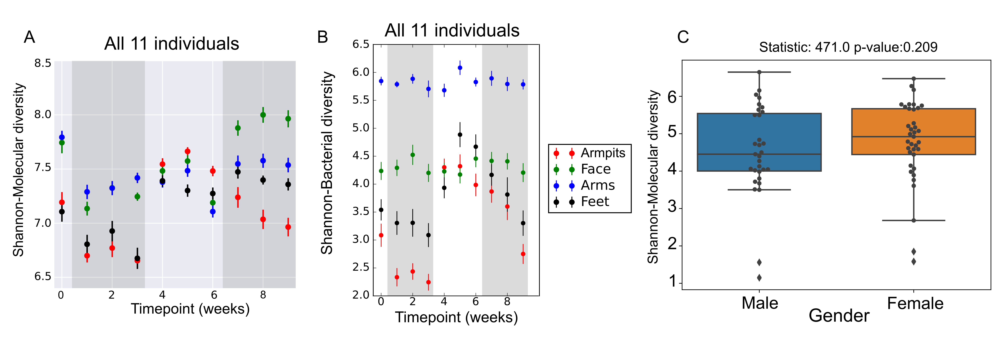 A
All 11 individuals
Shannon-Molecular diversity
8.5
8.0
7.5
7.0
6.5
0 2 4 6 8
Timepoint (weeks)
B
All 11 individuals
Shannon-Bacterial diversity
6.5
6.0
5.5
5.0
4.5
4.0
3.5
3.0
2.5
2.0
0 2 4 6 8
Timepoint (weeks)
Armpits
Face
Arms
Feet
C
Statistic: 471.0 p-value:0.209
Shannon-Molecular diversity
6
5
4
3
2
1
Male Female
Gender